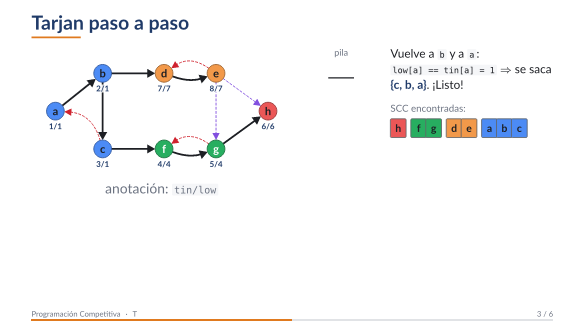 Tarjan paso a paso
pila
Vuelve a b y a a:
low[a] == tin[a] = 1 ⇒ se saca
{c, b, a}. ¡Listo!
SCC encontradas:
h f g d e a b c
b
2/1
d
7/7
e
8/7
a
1/1
h
6/6
c
3/1
f
4/4
g
5/4
anotación: tin/low
Programación Competitiva · T
3 / 6